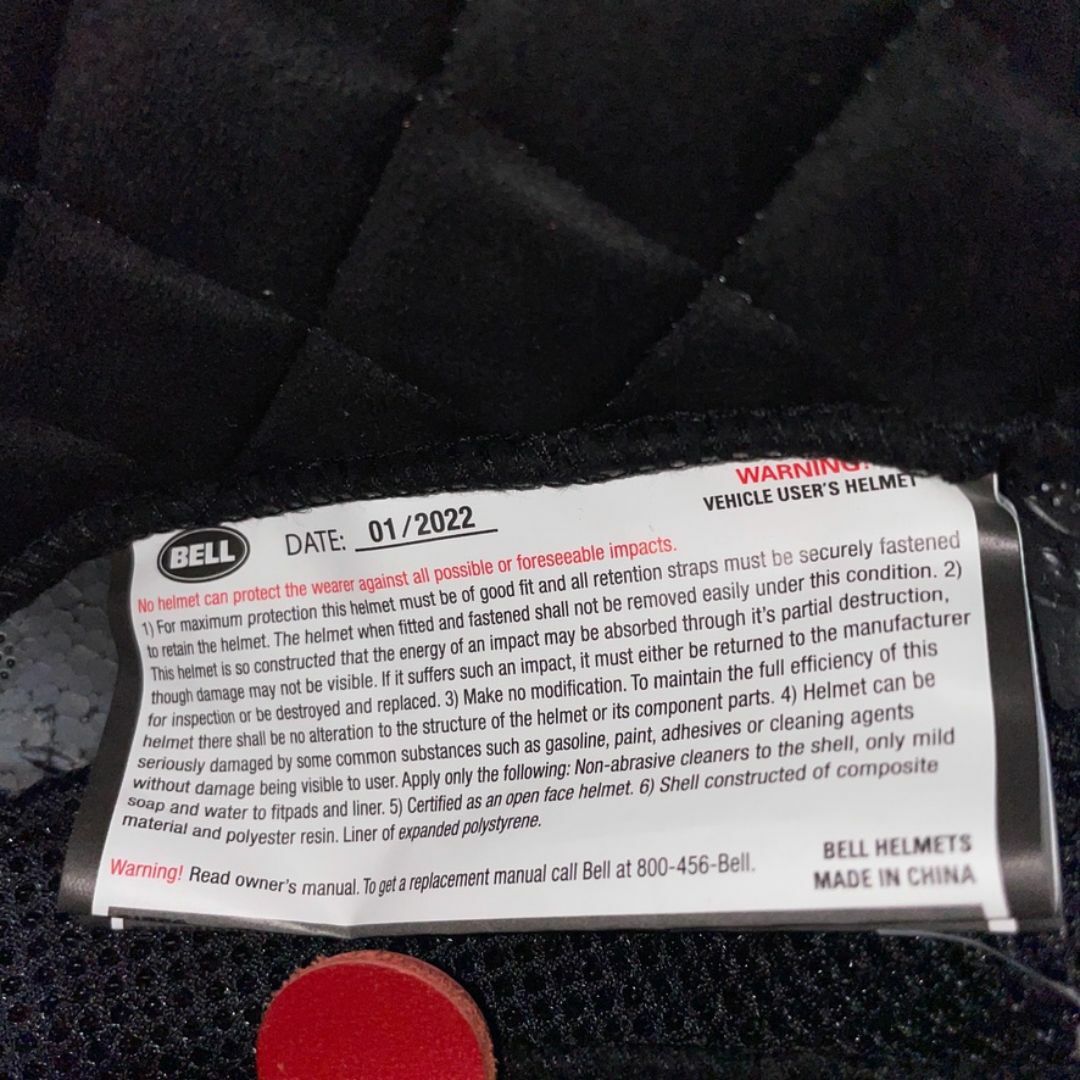 WARNING!
VEHICLE USER'S HELMET
BELL
DATE: 01/2022
No helmet can protect the wearer against all possible or foreseeable impacts.
1) For maximum protection this helmet must be of good fit and all retention straps must be securely fastened
to retain the helmet. The helmet when fitted and fastened shall not be removed easily under this condition. 2)
This helmet is so constructed that the energy of an impact may be absorbed through it's partial destruction,
though damage may not be visible. If it suffers such an impact, it must either be returned to the manufacturer
for inspection or be destroyed and replaced. 3) Make no modification. To maintain the full efficiency of this
helmet there shall be no alteration to the structure of the helmet or its component parts. 4) Helmet can be
seriously damaged by some common substances such as gasoline, paint, adhesives or cleaning agents
without damage being visible to user. Apply only the following: Non-abrasive cleaners to the shell, only mild
soap and water to fitpads and liner. 5) Certified as an open face helmet. 6) Shell constructed of composite
material and polyester resin. Liner of expanded polystyrene.
Warning! Read owner's manual. To get a replacement manual call Bell at 800-456-Bell.
BELL HELMETS
MADE IN CHINA